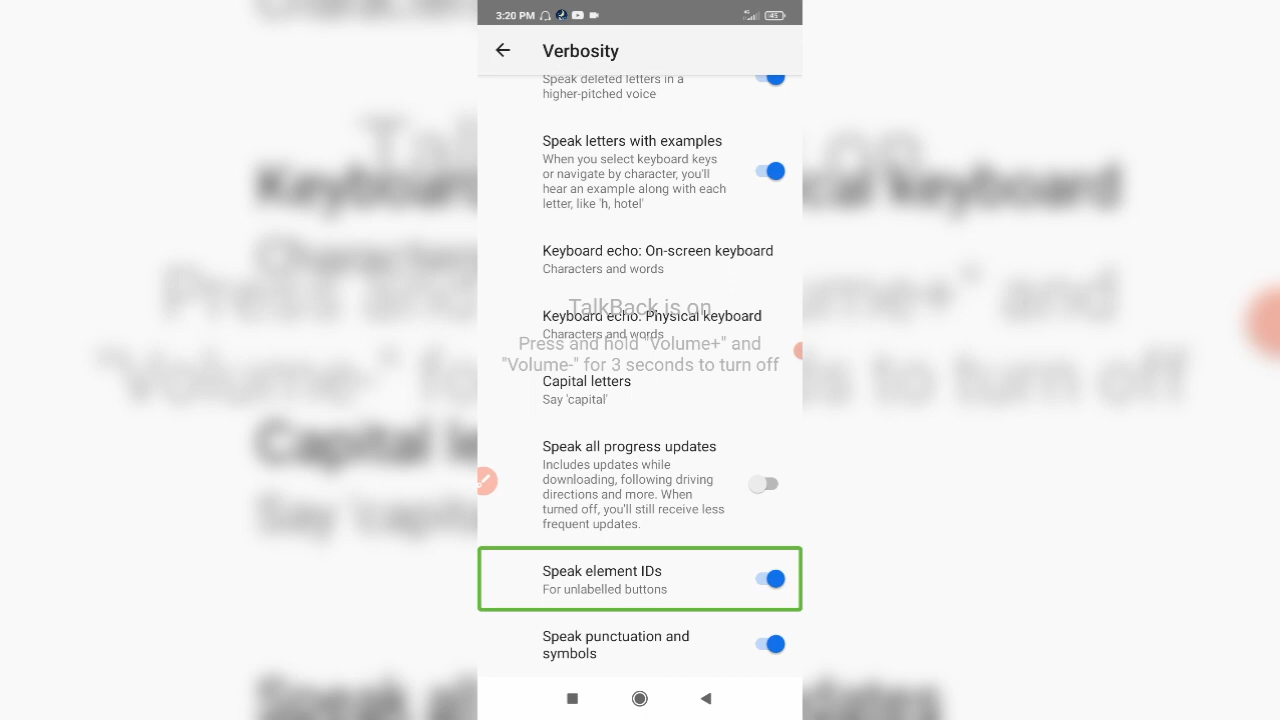 3:20 PM 4G 45
Verbosity
Speak deleted letters in a
higher-pitched voice
Speak letters with examples
When you select keyboard keys
or navigate by character, you'll
hear an example along with each
letter, like 'h, hotel'
Keyboard echo: On-screen keyboard
Characters and words
TalkBack is on
Keyboard echo: Physical keyboard
Characters and words
Press and hold "Volume+" and
"Volume-" for 3 seconds to turn off
Capital letters
Say 'capital'
Speak all progress updates
Includes updates while
downloading, following driving
directions and more. When
turned off, you'll still receive less
frequent updates.
Speak element IDs
For unlabelled buttons
Speak punctuation and
symbols